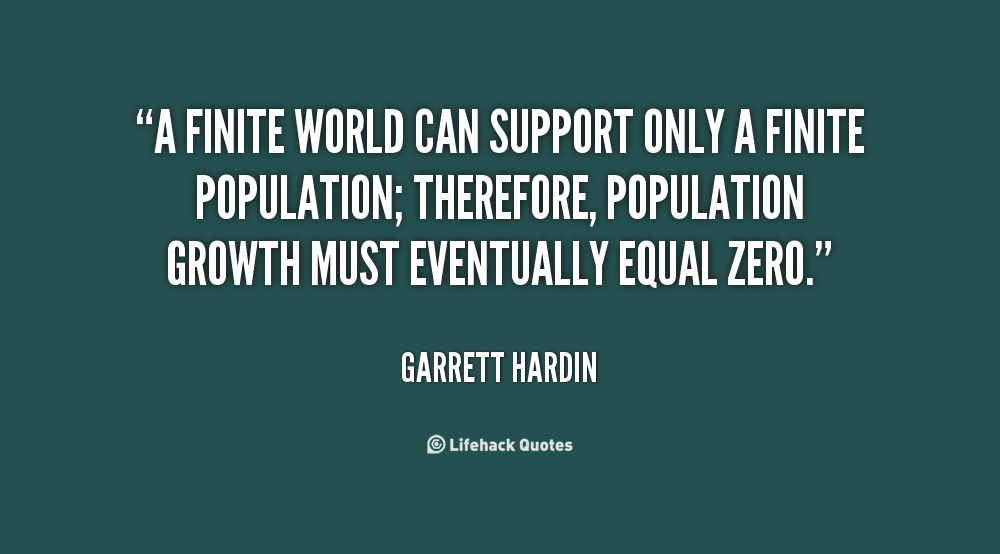 “A FINITE WORLD CAN SUPPORT ONLY A FINITE
POPULATION; THEREFORE, POPULATION
GROWTH MUST EVENTUALLY EQUAL ZERO.”
GARRETT HARDIN
Lifehack Quotes